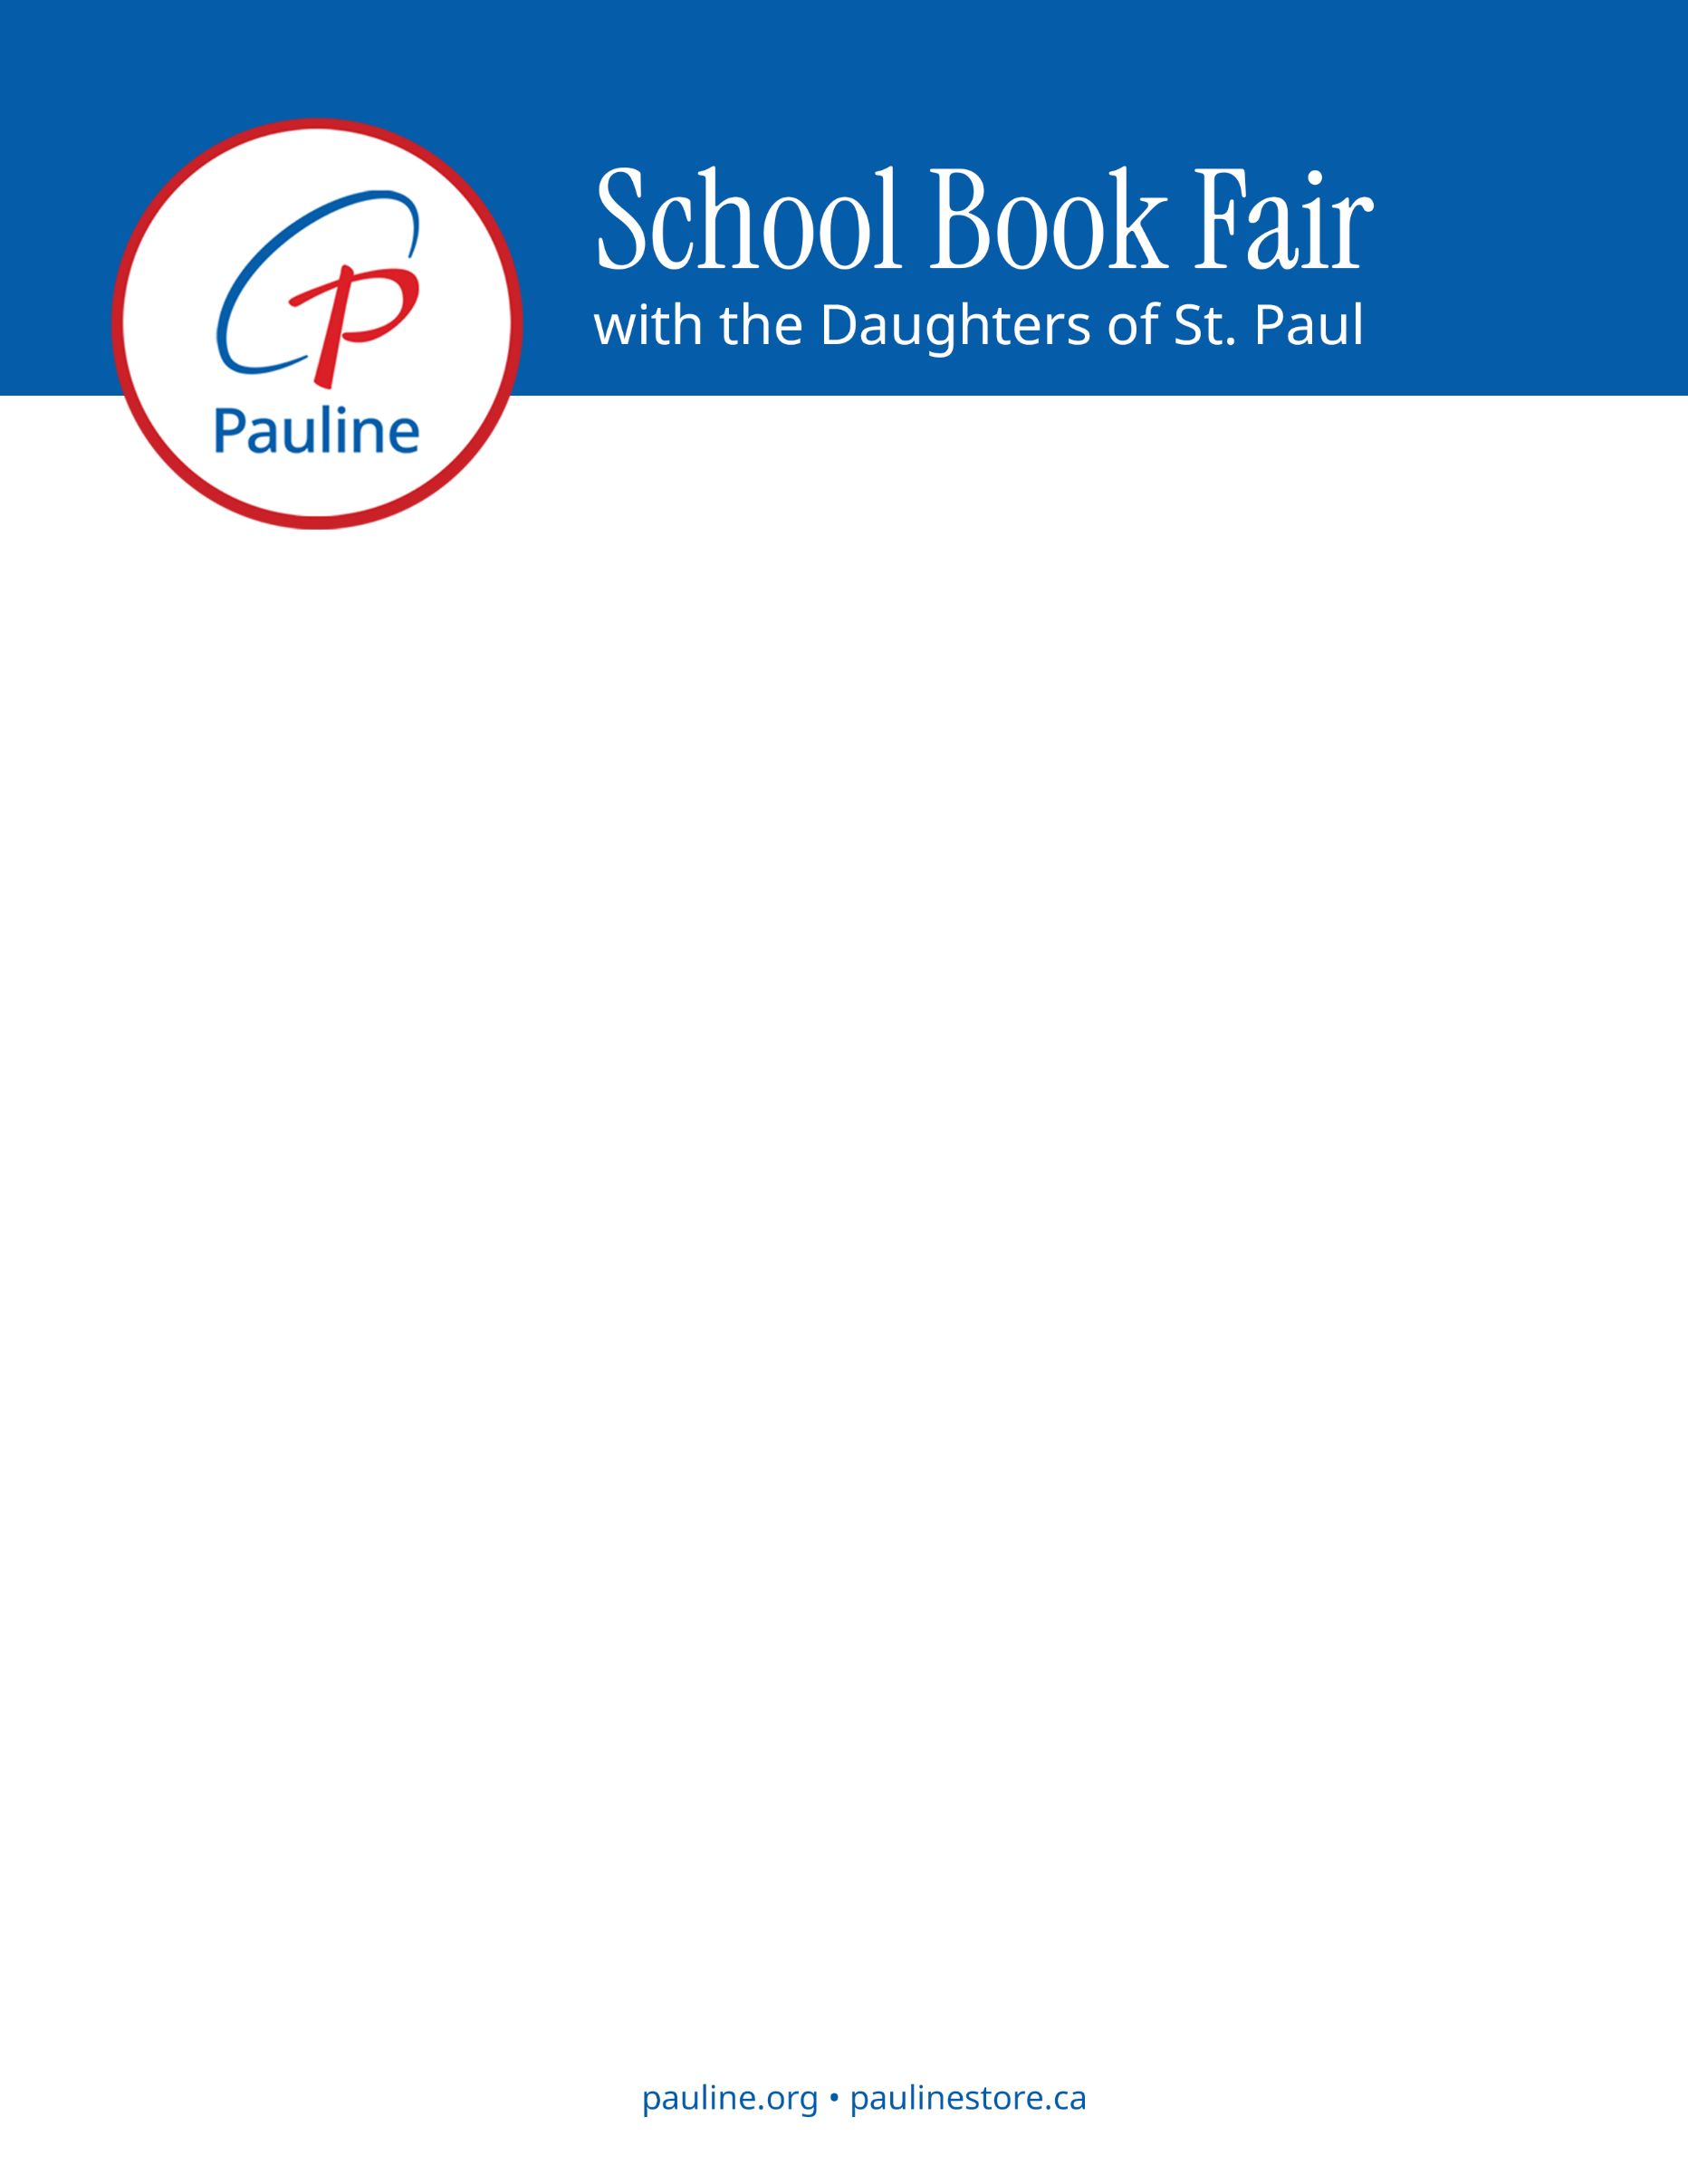 School Book Fair
with the Daughters of St. Paul
Pauline
pauline.org • paulinestore.ca